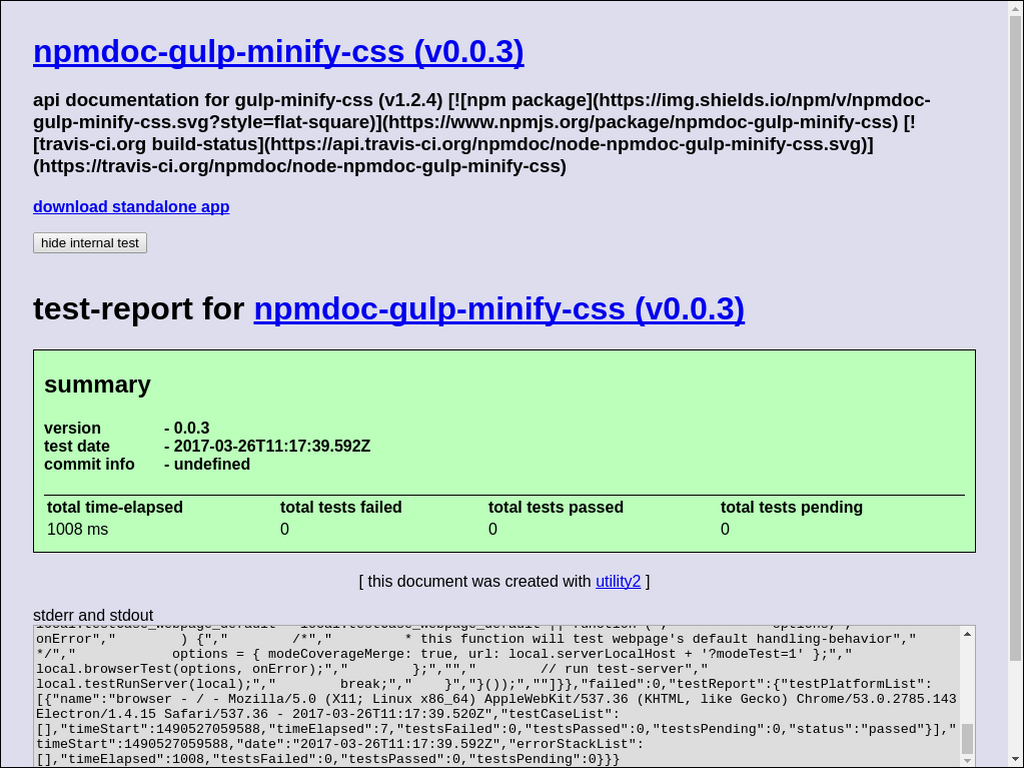 npmdoc-gulp-minify-css (v0.0.3)
api documentation for gulp-minify-css (v1.2.4) [![npm package](https://img.shields.io/npm/v/npmdoc-
gulp-minify-css.svg?style=flat-square)](https://www.npmjs.org/package/npmdoc-gulp-minify-css) [!
[travis-ci.org build-status](https://api.travis-ci.org/npmdoc/node-npmdoc-gulp-minify-css.svg)]
(https://travis-ci.org/npmdoc/node-npmdoc-gulp-minify-css)
download standalone app
hide internal test
test-report for npmdoc-gulp-minify-css (v0.0.3)
summary
version - 0.0.3
test date - 2017-03-26T11:17:39.592Z
commit info - undefined
total time-elapsed total tests failed total tests passed total tests pending
1008 ms 0 0 0
[ this document was created with utility2 ]
stderr and stdout
onError","        ) {","        /*","         * this function will test webpage's default handling-behavior","
*/","         options = { modeCoverageMerge: true, url: local.serverLocalHost + '?modeTest=1' };","
local.browserTest(options, onError);","        };","","        // run test-server","
local.testRunServer(local);","        break;","    }","}());",""]}},"failed":0,"testReport":{"testPlatformList":
[{"name":"browser - / - Mozilla/5.0 (X11; Linux x86_64) AppleWebKit/537.36 (KHTML, like Gecko) Chrome/53.0.2785.143
Electron/1.4.15 Safari/537.36 - 2017-03-26T11:17:39.520Z","testCaseList":
[],"timeStart":1490527059588,"timeElapsed":7,"testsFailed":0,"testsPassed":0,"testsPending":0,"status":"passed"}],"
timeStart":1490527059588,"date":"2017-03-26T11:17:39.592Z","errorStackList":
[],"timeElapsed":1008,"testsFailed":0,"testsPassed":0,"testsPending":0}}}